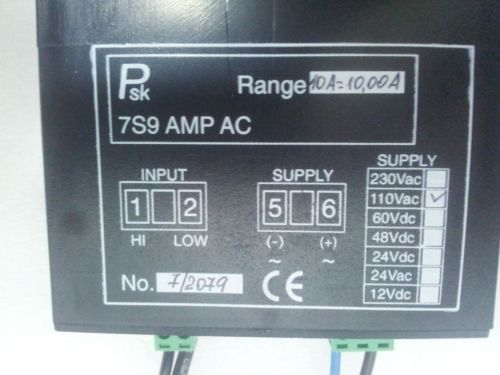 Psk
Range 10A=10,00A
7S9 AMP AC
INPUT
1 2
HI LOW
SUPPLY
5 6
(-) (+)
~ ~
SUPPLY
230Vac
110Vac ✓
60Vdc
48Vdc
24Vdc
24Vac
12Vdc
No. 7/2079
CE